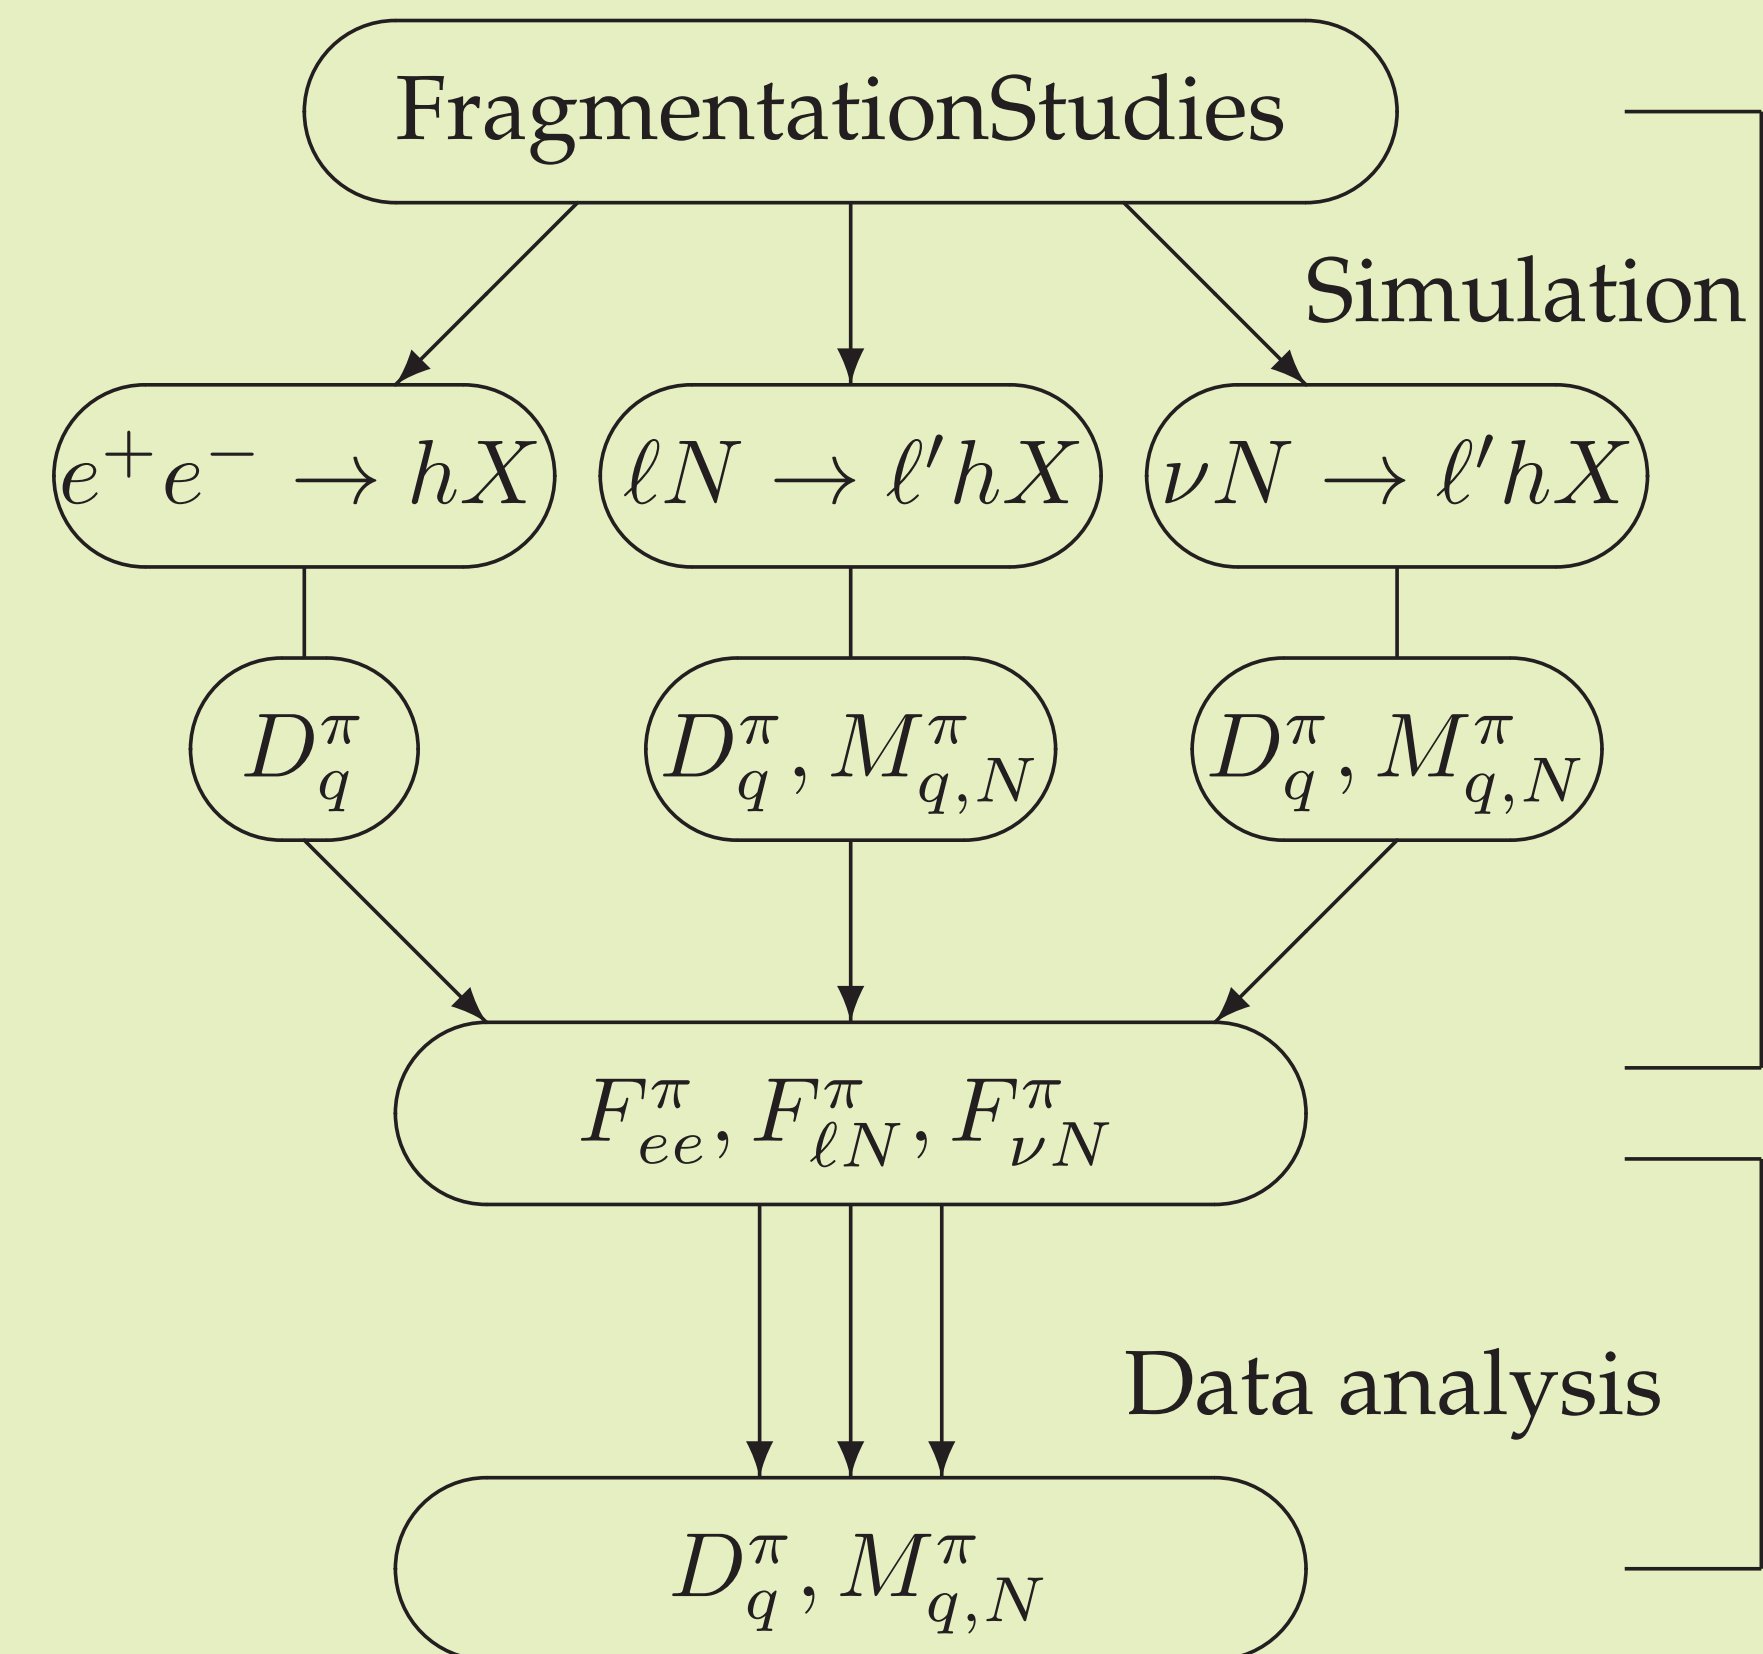 FragmentationStudies
Simulation
e⁺e⁻ → hX
ℓN → ℓ′hX
νN → ℓ′hX
D_q^π
D_q^π, M_{q,N}^π
D_q^π, M_{q,N}^π
F_{ee}^π, F_{ℓN}^π, F_{νN}^π
Data analysis
D_q^π, M_{q,N}^π